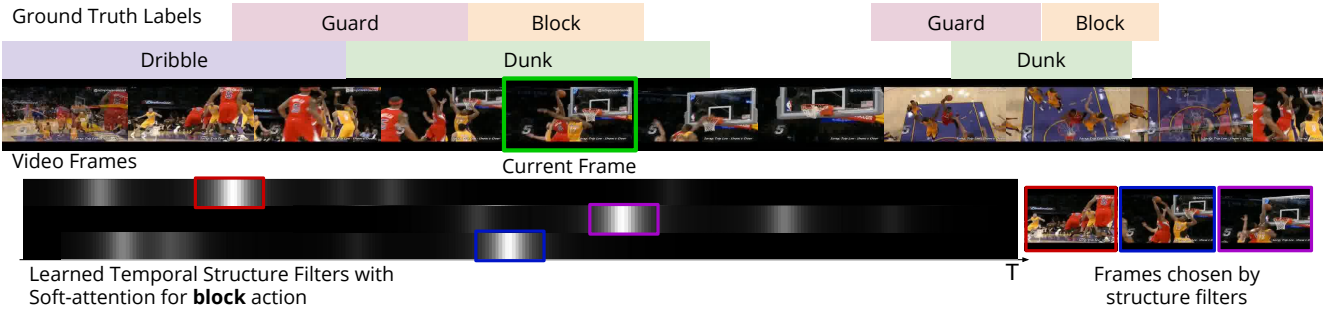 Ground Truth Labels
Guard
Block
Guard
Block
Dribble
Dunk
Dunk
Video Frames
Current Frame
T
Learned Temporal Structure Filters with
Soft-attention for block action
Frames chosen by
structure filters